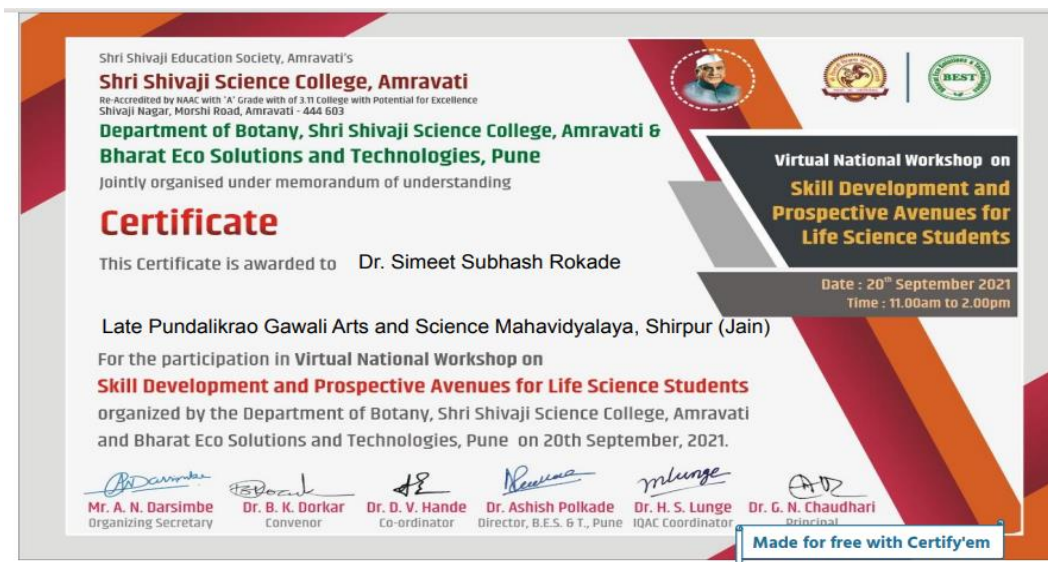 Shri Shivaji Education Society, Amravati's
Shri Shivaji Science College, Amravati
Re-Accredited by NAAC with 'A' Grade with of 3.11 College with Potential for Excellence
Shivaji Nagar, Morshi Road, Amravati - 444 603
Department of Botany, Shri Shivaji Science College, Amravati &
Bharat Eco Solutions and Technologies, Pune
Jointly organised under memorandum of understanding
BEST
Virtual National Workshop on
Skill Development and
Prospective Avenues for
Life Science Students
Date : 20th September 2021
Time : 11.00am to 2.00pm
Certificate
This Certificate is awarded to Dr. Simeet Subhash Rokade
Late Pundalikrao Gawali Arts and Science Mahavidyalaya, Shirpur (Jain)
For the participation in Virtual National Workshop on
Skill Development and Prospective Avenues for Life Science Students
organized by the Department of Botany, Shri Shivaji Science College, Amravati
and Bharat Eco Solutions and Technologies, Pune on 20th September, 2021.
Mr. A. N. Darsimbe Dr. B. K. Dorkar Dr. D. V. Hande Dr. Ashish Polkade Dr. H. S. Lunge Dr. G. N. Chaudhari
Organizing Secretary Convenor Co-ordinator Director, B.E.S. & T., Pune IQAC Coordinator Principal
Made for free with Certify'em